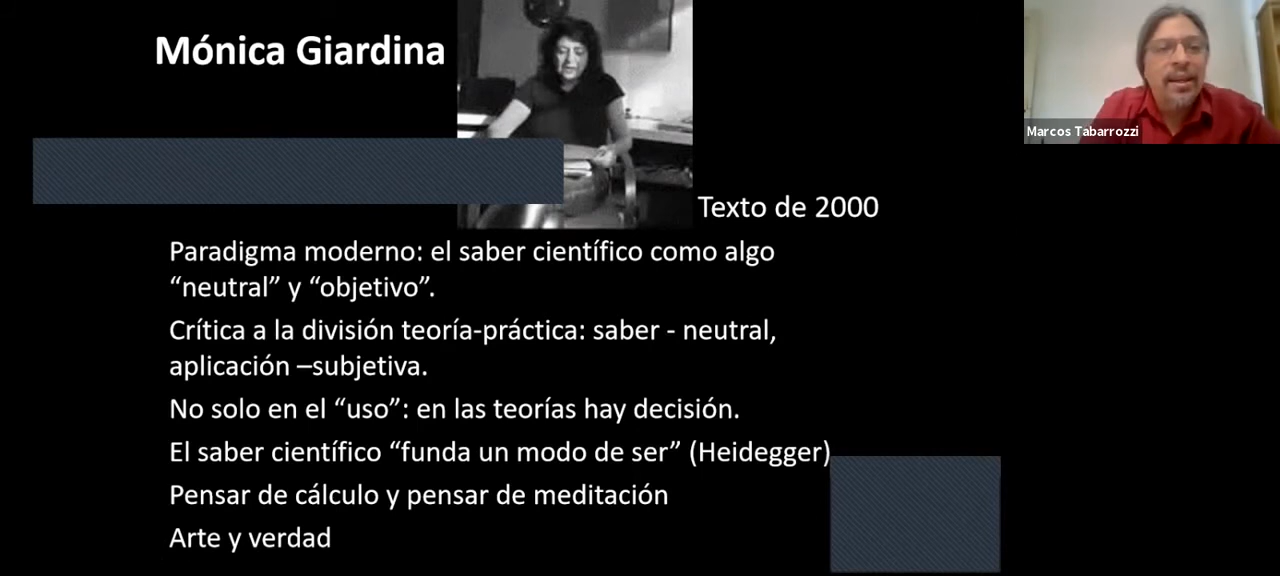 Mónica Giardina
Marcos Tabarrozzi
Texto de 2000
Paradigma moderno: el saber científico como algo
“neutral” y “objetivo”.
Crítica a la división teoría-práctica: saber - neutral,
aplicación –subjetiva.
No solo en el “uso”: en las teorías hay decisión.
El saber científico “funda un modo de ser” (Heidegger)
Pensar de cálculo y pensar de meditación
Arte y verdad